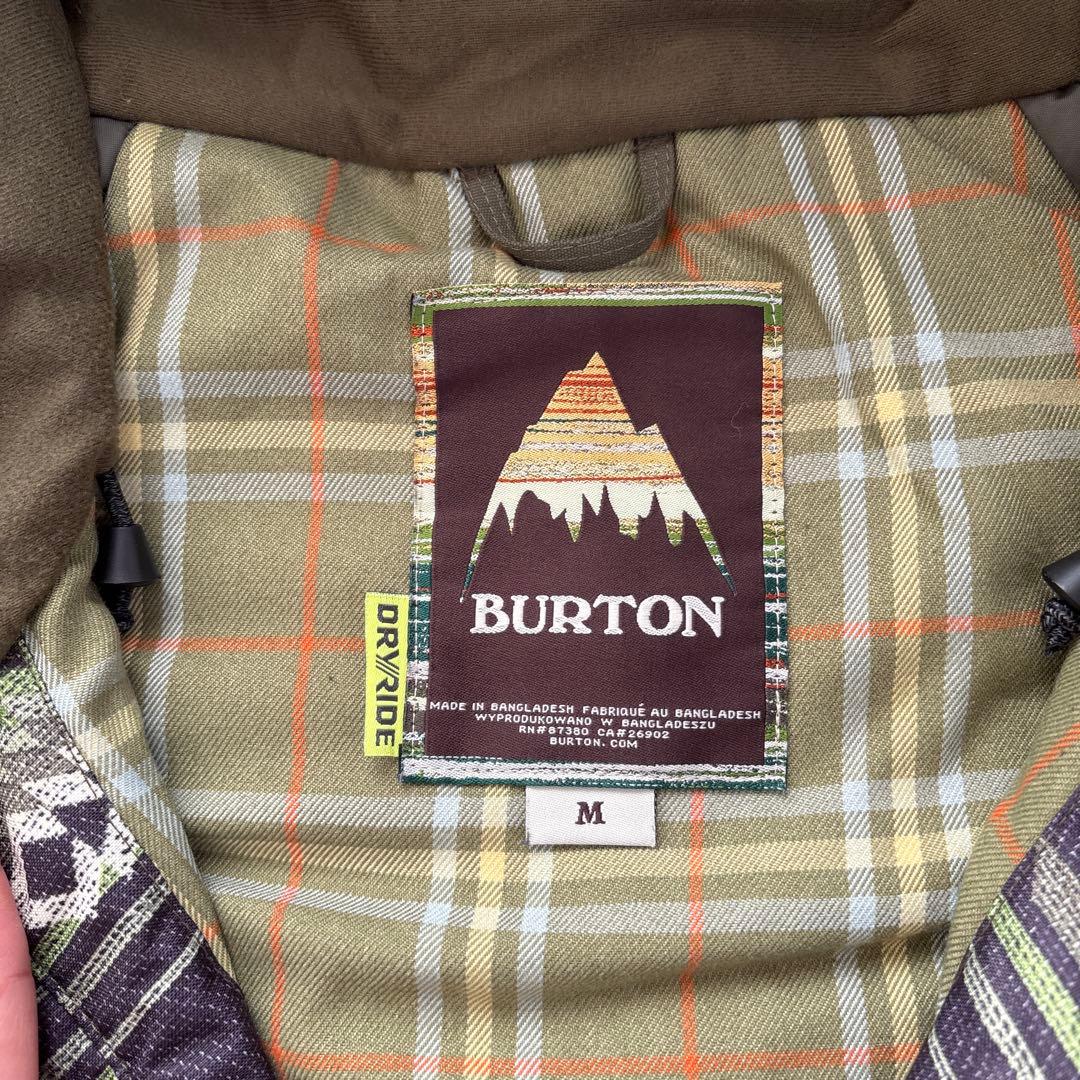 BURTON
DRY//RIDE
MADE IN BANGLADESH FABRIQUÉ AU BANGLADESH
WYPRODUKOWANO W BANGLADESZU
RN#87380 CA#26902
BURTON.COM
M